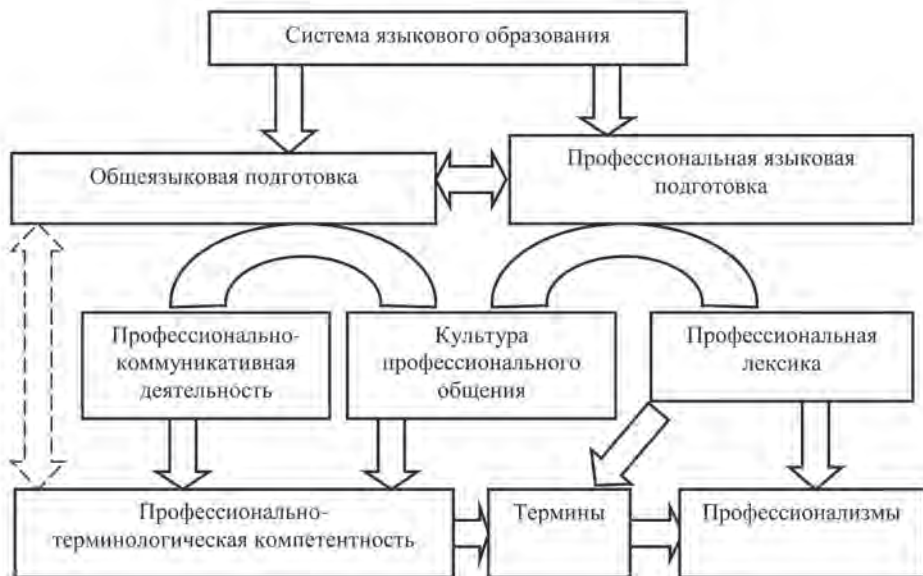 Система языкового образования
Общеязыковая подготовка
Профессиональная языковая
подготовка
Профессионально-
коммуникативная
деятельность
Культура
профессионального
общения
Профессиональная
лексика
Профессионально-
терминологическая компетентность
Термины
Профессионализмы